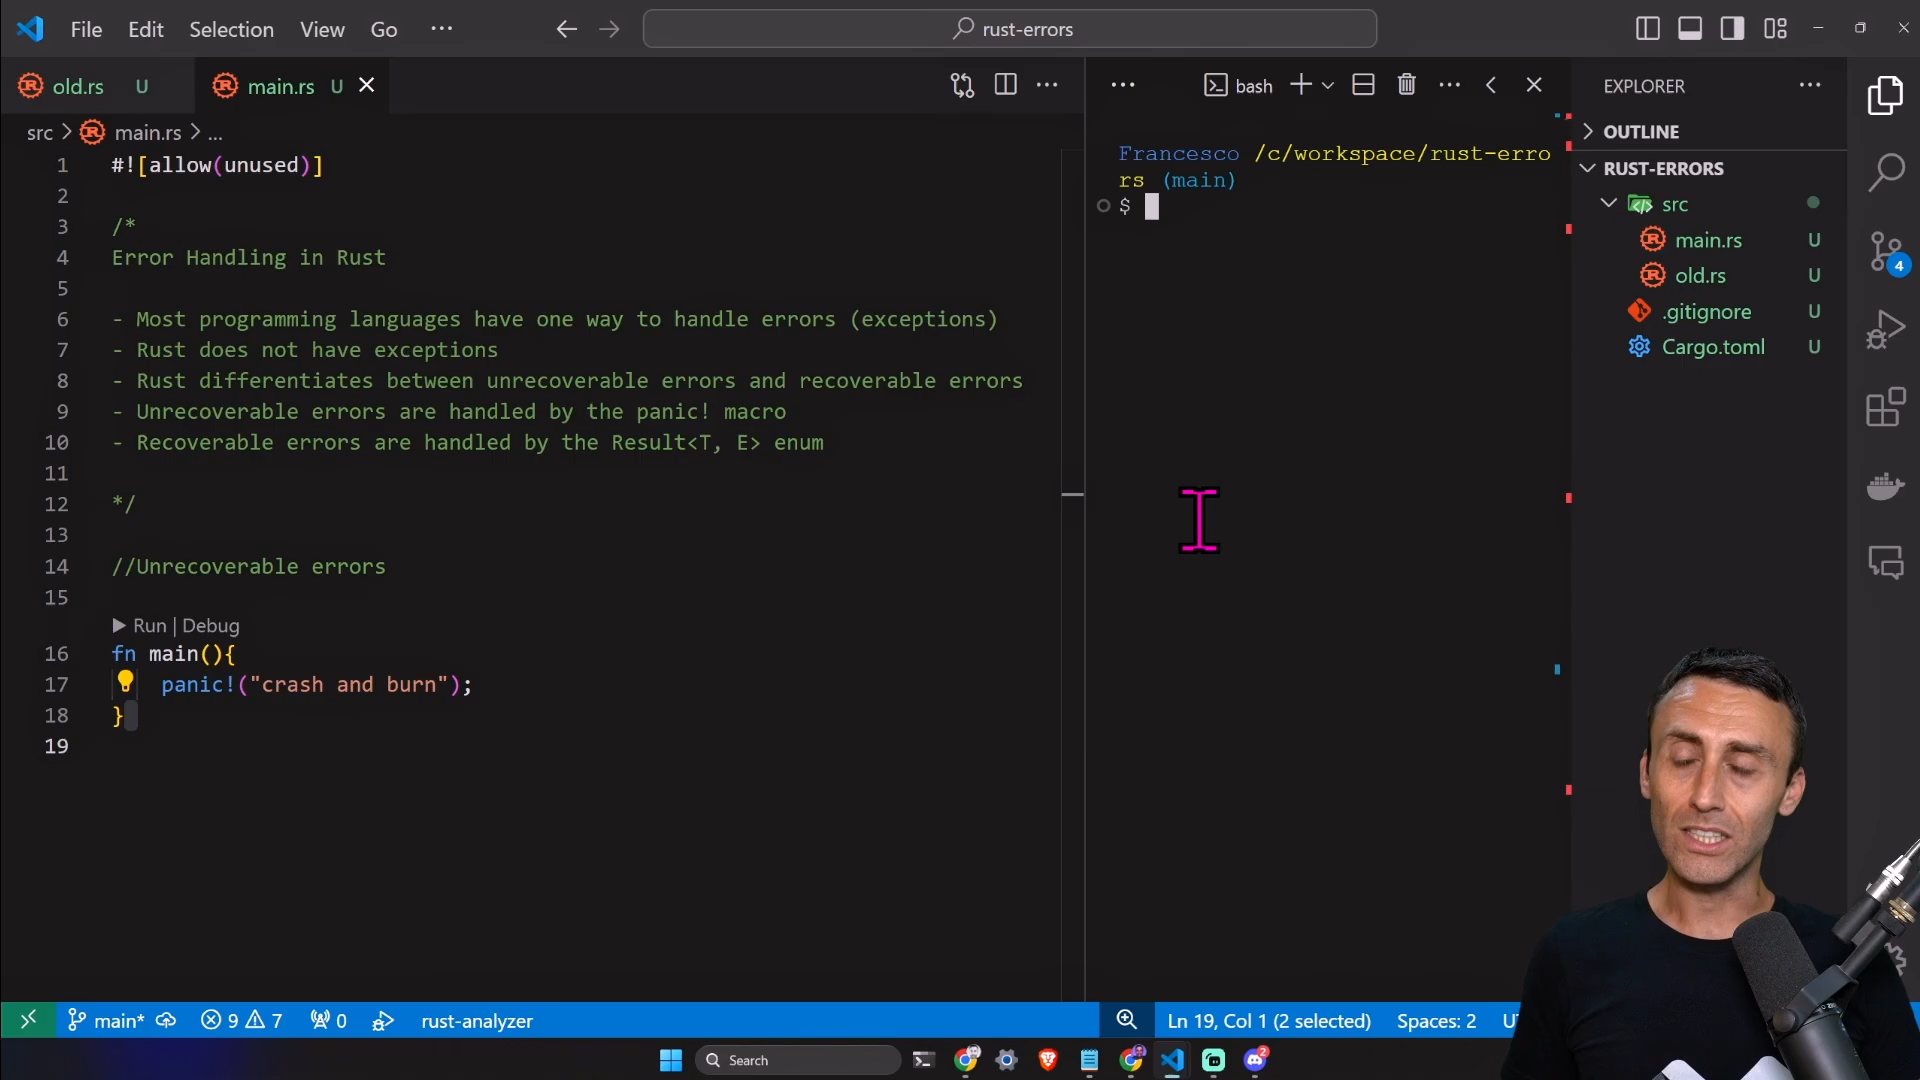 File Edit Selection View Go ··· rust-errors
old.rs U main.rs U
src > main.rs > ...
1 #![allow(unused)]
2
3 /*
4 Error Handling in Rust
5
6 - Most programming languages have one way to handle errors (exceptions)
7 - Rust does not have exceptions
8 - Rust differentiates between unrecoverable errors and recoverable errors
9 - Unrecoverable errors are handled by the panic! macro
10 - Recoverable errors are handled by the Result<T, E> enum
11
12 */
13
14 //Unrecoverable errors
15
Run | Debug
16 fn main(){
17 panic!("crash and burn");
18 }
19
bash
Francesco /c/workspace/rust-erro
rs (main)
$
EXPLORER
OUTLINE
RUST-ERRORS
src
main.rs U
old.rs U
.gitignore U
Cargo.toml U
4
main* 9 7 0 rust-analyzer Ln 19, Col 1 (2 selected) Spaces: 2
Search
2